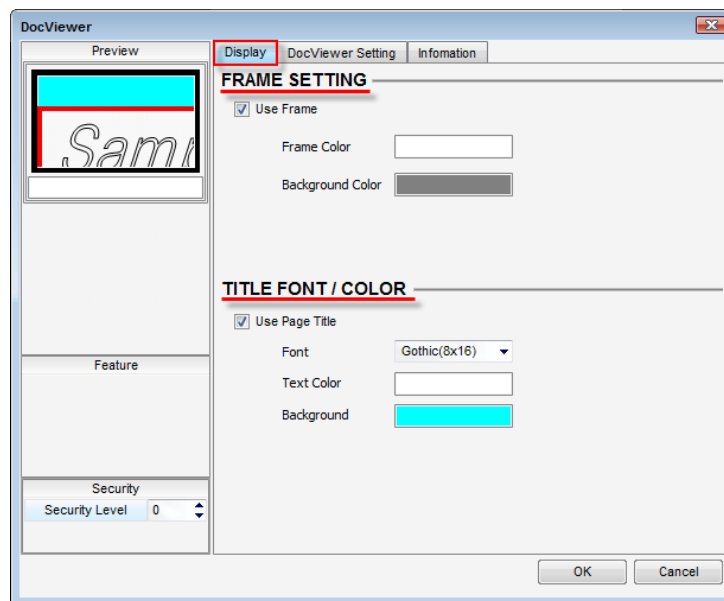 DocViewer
Preview
Display
DocViewer Setting
Infomation
FRAME SETTING
Use Frame
Frame Color
Background Color
TITLE FONT / COLOR
Use Page Title
Font
Gothic(8x16)
Text Color
Background
Feature
Security
Security Level
0
OK
Cancel